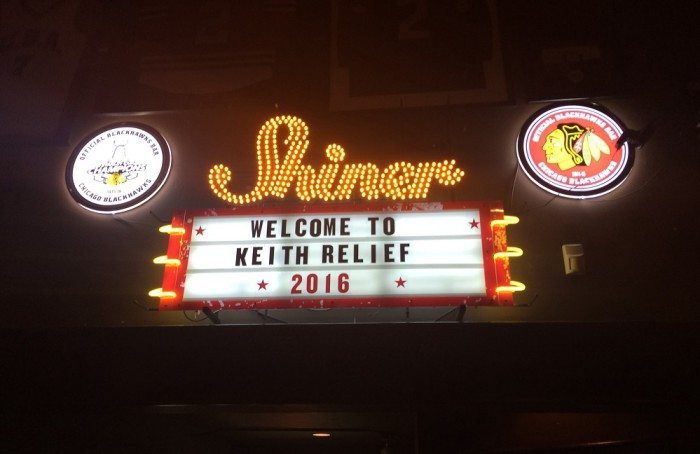 OFFICIAL BLACKHAWKS BAR
CHICAGO BLACKHAWKS
Shiner
OFFICIAL BLACKHAWKS BAR
CHICAGO BLACKHAWKS
WELCOME TO
KEITH RELIEF
2016